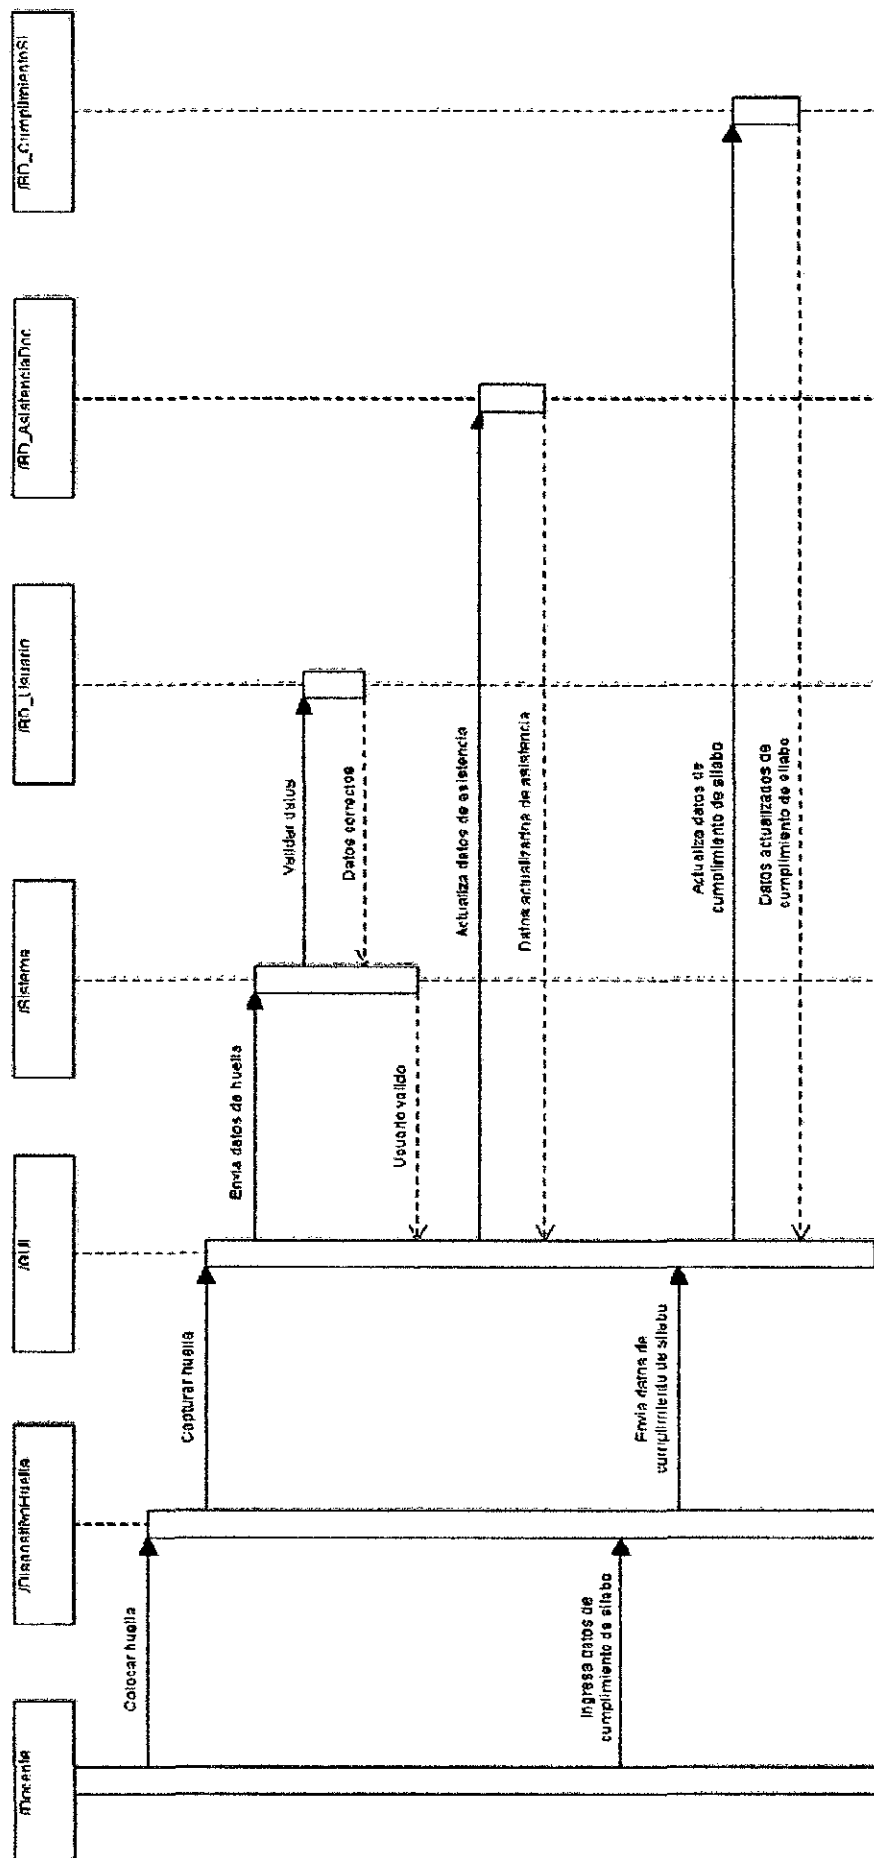 /Docente
/DispositivoHuella
/GUI
/Sistema
/BD_Usuario
/BD_AsistenciaDoc
/BD_CumplimientoSl
Colocar huella
Capturar huella
Envia datos de huella
Validar datos
Datos correctos
Usuario valido
Actualiza datos de asistencia
Datos actualizados de asistencia
Ingresa datos de
cumplimiento de silabo
Envia datos de
cumplimiento de silabo
Actualiza datos de
cumplimiento de silabo
Datos actualizados de
cumplimiento de silabo